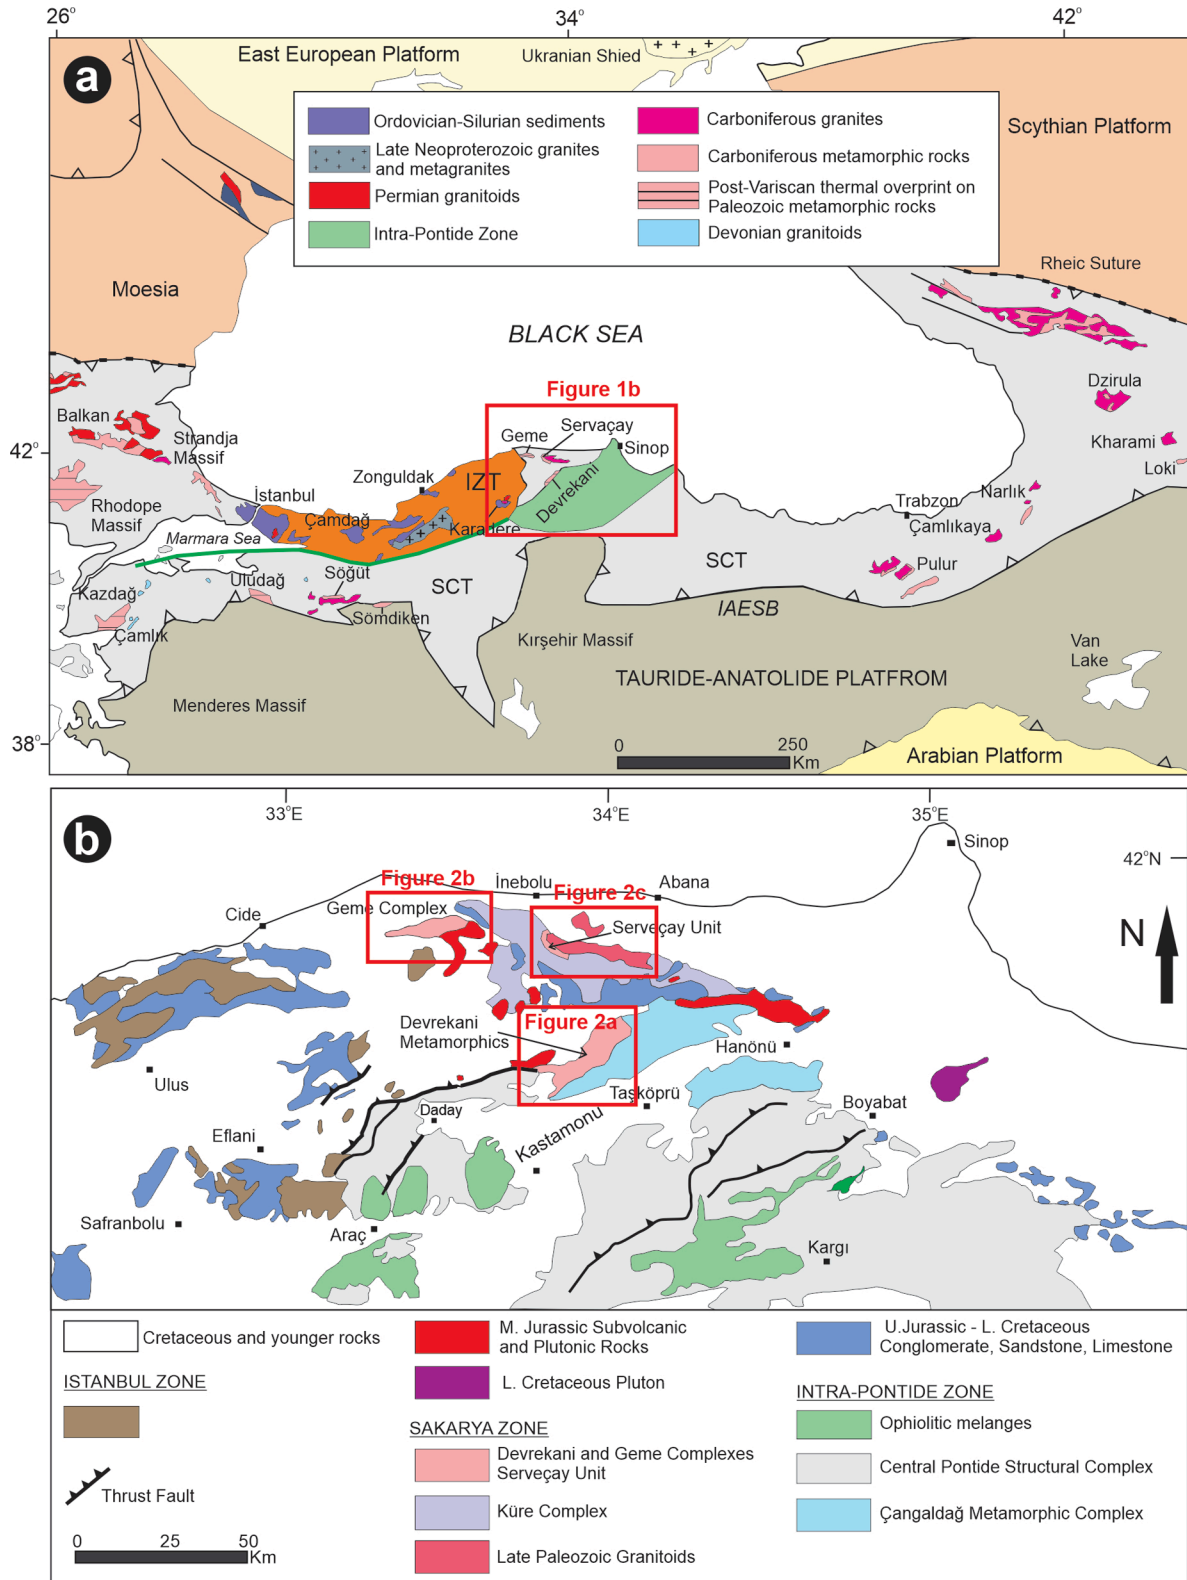 26° 34° 42°
a
East European Platform
Ukranian Shied
Scythian Platform
Ordovician-Silurian sediments
Late Neoproterozoic granites
and metagranites
Permian granitoids
Intra-Pontide Zone
Carboniferous granites
Carboniferous metamorphic rocks
Post-Variscan thermal overprint on
Paleozoic metamorphic rocks
Devonian granitoids
Moesia
Rheic Suture
BLACK SEA
Figure 1b
Dzirula
Balkan
Strandja
Massif
Geme
Servaçay
Sinop
Kharami
42°
Loki
Zonguldak
IZT
Devrekani
Narlık
Rhodope
Massif
İstanbul
Çamdağ
Karadere
Trabzon
Çamlıkaya
Marmara Sea
SCT
Pulur
Kazdağ
Uludağ
Söğüt
SCT
IAESB
Çamlık
Sömdiken
Kırşehir Massif
Van
Lake
TAURIDE-ANATOLIDE PLATFROM
Menderes Massif
38°
0 250
Km
Arabian Platform
33°E 34°E 35°E
b
Sinop
42°N
Figure 2b
İnebolu
Abana
Figure 2c
Geme Complex
Cide
Serveçay Unit
N
Devrekani
Metamorphics
Figure 2a
Hanönü
Ulus
Taşköprü
Boyabat
Daday
Kastamonu
Eflani
Safranbolu
Araç
Kargı
Cretaceous and younger rocks
ISTANBUL ZONE
Thrust Fault
0 25 50
Km
M. Jurassic Subvolcanic
and Plutonic Rocks
L. Cretaceous Pluton
SAKARYA ZONE
Devrekani and Geme Complexes
Serveçay Unit
Küre Complex
Late Paleozoic Granitoids
U.Jurassic - L. Cretaceous
Conglomerate, Sandstone, Limestone
INTRA-PONTIDE ZONE
Ophiolitic melanges
Central Pontide Structural Complex
Çangaldağ Metamorphic Complex